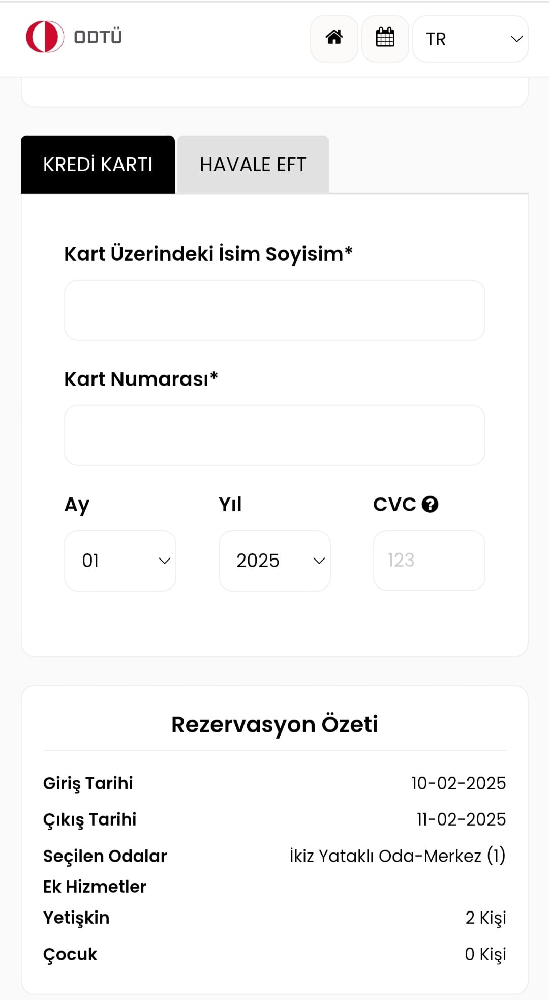 ODTÜ
TR
KREDİ KARTI
HAVALE EFT
Kart Üzerindeki İsim Soyisim*
Kart Numarası*
Ay Yıl CVC ?
01 2025 123
Rezervasyon Özeti
Giriş Tarihi 10-02-2025
Çıkış Tarihi 11-02-2025
Seçilen Odalar İkiz Yataklı Oda-Merkez (1)
Ek Hizmetler
Yetişkin 2 Kişi
Çocuk 0 Kişi